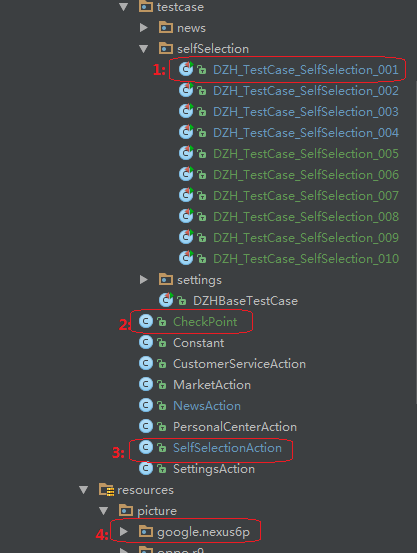 testcase
news
selfSelection
1: DZH_TestCase_SelfSelection_001
DZH_TestCase_SelfSelection_002
DZH_TestCase_SelfSelection_003
DZH_TestCase_SelfSelection_004
DZH_TestCase_SelfSelection_005
DZH_TestCase_SelfSelection_006
DZH_TestCase_SelfSelection_007
DZH_TestCase_SelfSelection_008
DZH_TestCase_SelfSelection_009
DZH_TestCase_SelfSelection_010
settings
DZHBaseTestCase
2: CheckPoint
Constant
CustomerServiceAction
MarketAction
NewsAction
PersonalCenterAction
3: SelfSelectionAction
SettingsAction
resources
picture
4: google.nexus6p